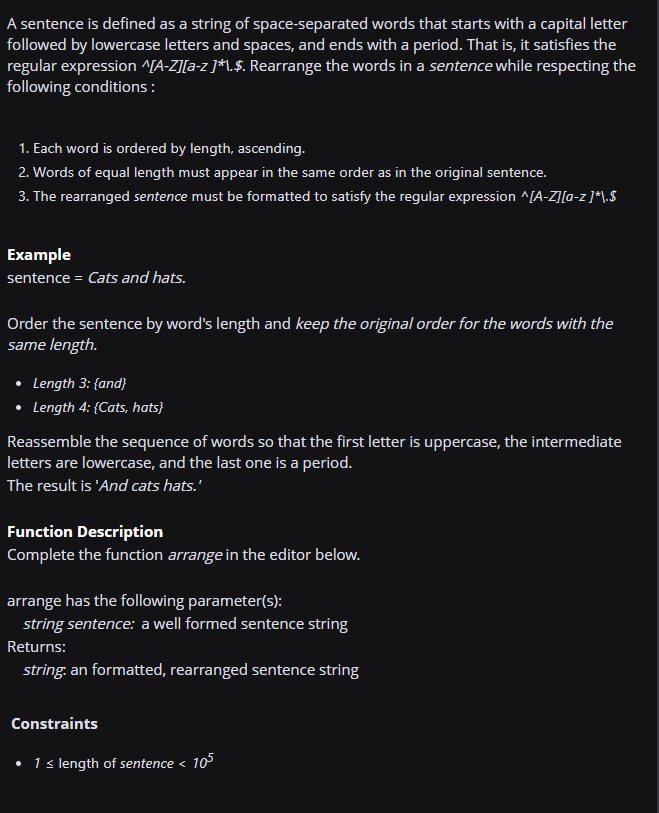 A sentence is defined as a string of space-separated words that starts with a capital letter
followed by lowercase letters and spaces, and ends with a period. That is, it satisfies the
regular expression ^[A-Z][a-z ]*\.$. Rearrange the words in a sentence while respecting the
following conditions :
1. Each word is ordered by length, ascending.
2. Words of equal length must appear in the same order as in the original sentence.
3. The rearranged sentence must be formatted to satisfy the regular expression ^[A-Z][a-z ]*\.$
Example
sentence = Cats and hats.
Order the sentence by word's length and keep the original order for the words with the
same length.
• Length 3: {and}
• Length 4: {Cats, hats}
Reassemble the sequence of words so that the first letter is uppercase, the intermediate
letters are lowercase, and the last one is a period.
The result is 'And cats hats.'
Function Description
Complete the function arrange in the editor below.
arrange has the following parameter(s):
string sentence: a well formed sentence string
Returns:
string: an formatted, rearranged sentence string
Constraints
• 1 ≤ length of sentence < 10⁵